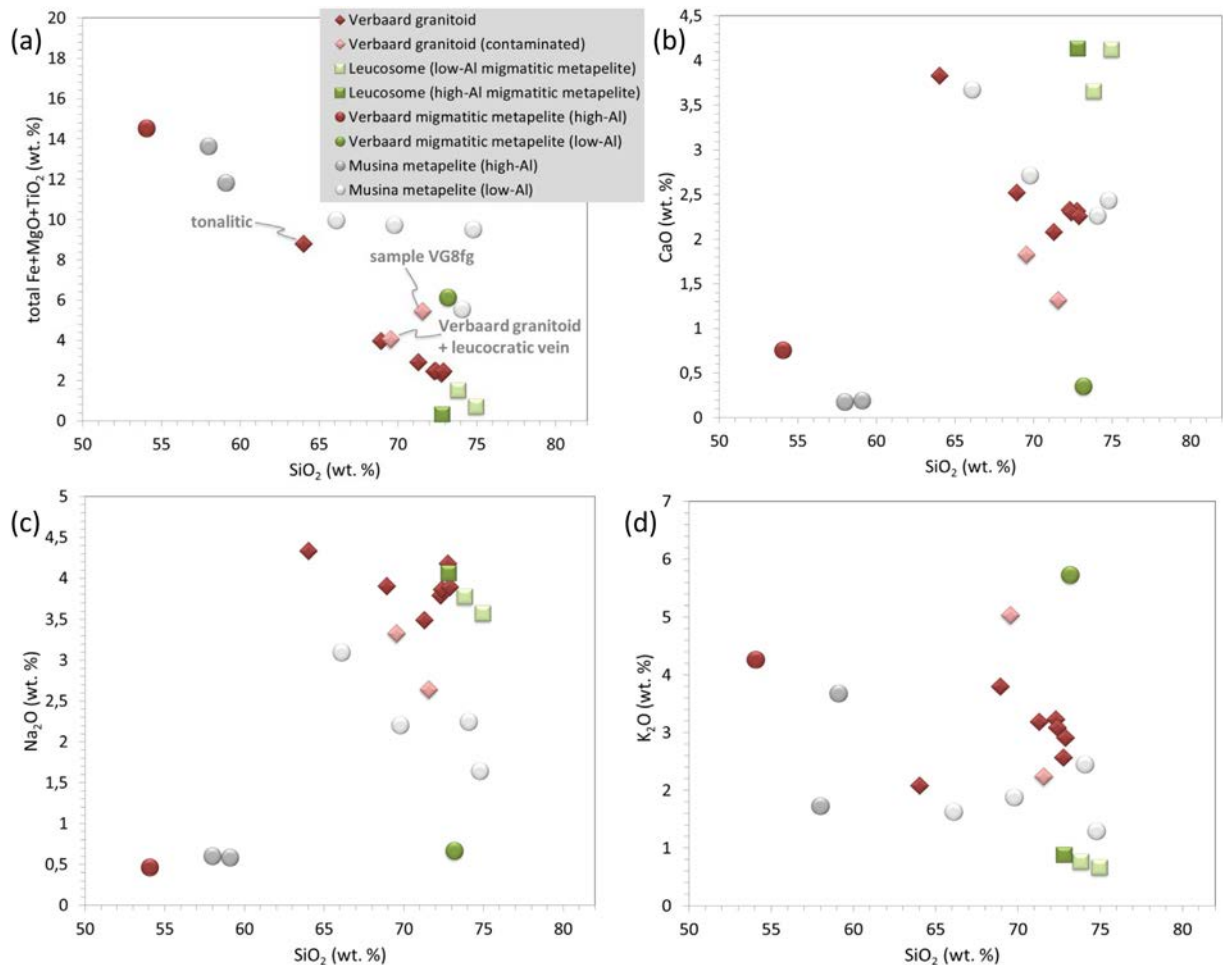 (a)
20
18
16
14
12
10
8
6
4
2
0
total Fe+MgO+TiO₂ (wt. %)
50 55 60 65 70 75 80
SiO₂ (wt. %)
Verbaard granitoid
Verbaard granitoid (contaminated)
Leucosome (low-Al migmatitic metapelite)
Leucosome (high-Al migmatitic metapelite)
Verbaard migmatitic metapelite (high-Al)
Verbaard migmatitic metapelite (low-Al)
Musina metapelite (high-Al)
Musina metapelite (low-Al)
tonalitic
sample VG8fg
Verbaard granitoid
+ leucocratic vein
(b)
4,5
4
3,5
3
2,5
2
1,5
1
0,5
0
CaO (wt. %)
50 55 60 65 70 75 80
SiO₂ (wt. %)
(c)
5
4,5
4
3,5
3
2,5
2
1,5
1
0,5
0
Na₂O (wt. %)
50 55 60 65 70 75 80
SiO₂ (wt. %)
(d)
7
6
5
4
3
2
1
0
K₂O (wt. %)
50 55 60 65 70 75 80
SiO₂ (wt. %)